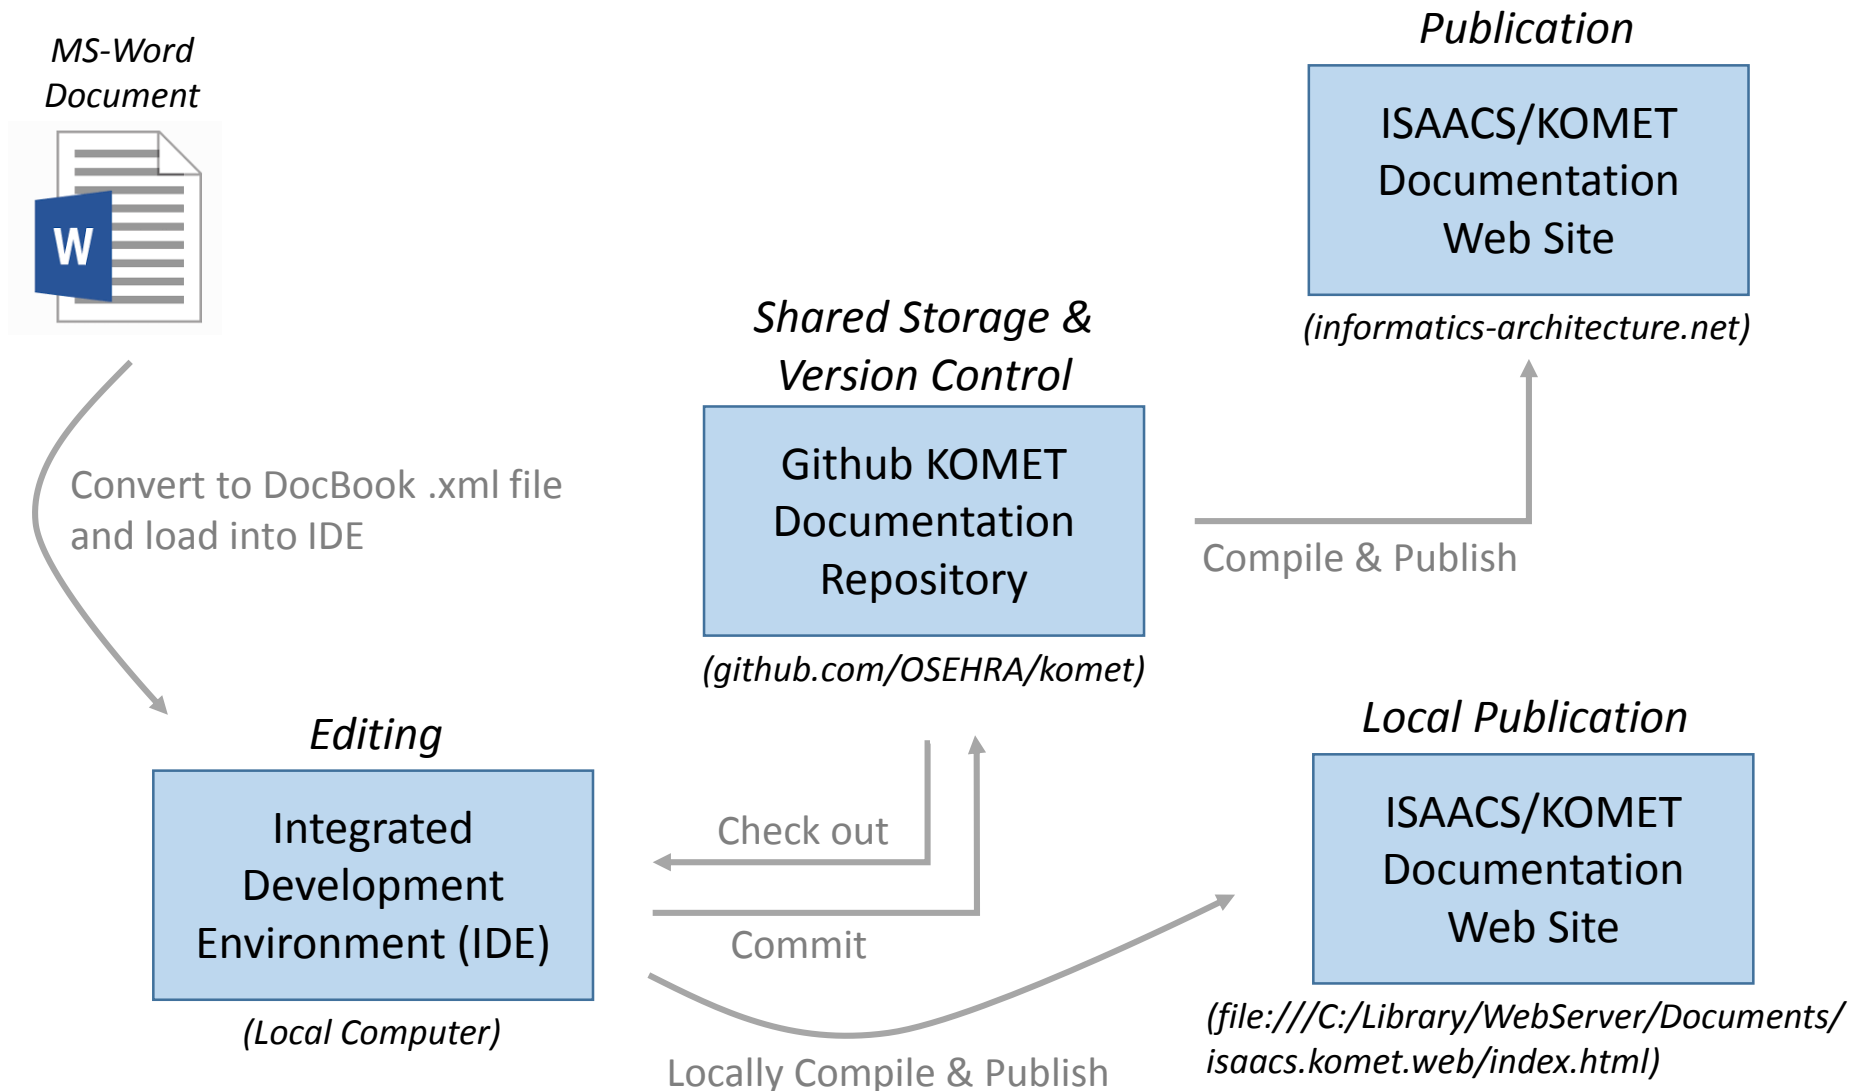 MS-Word
Document
W
Convert to DocBook .xml file
and load into IDE
Editing
Integrated
Development
Environment (IDE)
(Local Computer)
Shared Storage &
Version Control
Github KOMET
Documentation
Repository
(github.com/OSEHRA/komet)
Check out
Commit
Locally Compile & Publish
Compile & Publish
Publication
ISAACS/KOMET
Documentation
Web Site
(informatics-architecture.net)
Local Publication
ISAACS/KOMET
Documentation
Web Site
(file:///C:/Library/WebServer/Documents/
isaacs.komet.web/index.html)